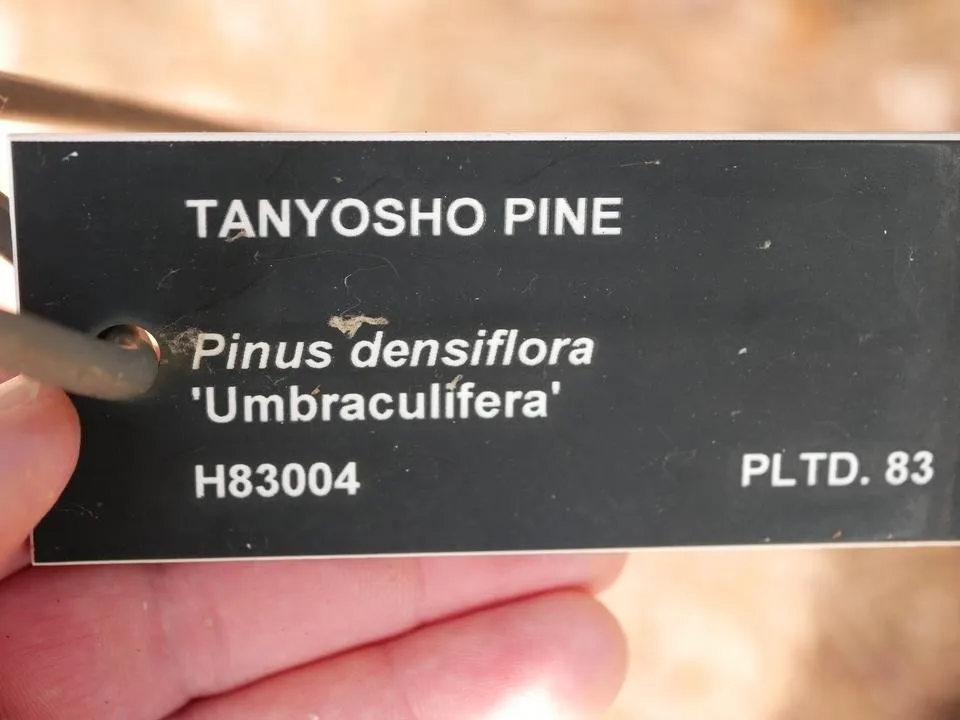 TANYOSHO PINE
Pinus densiflora
'Umbraculifera'
H83004 PLTD. 83